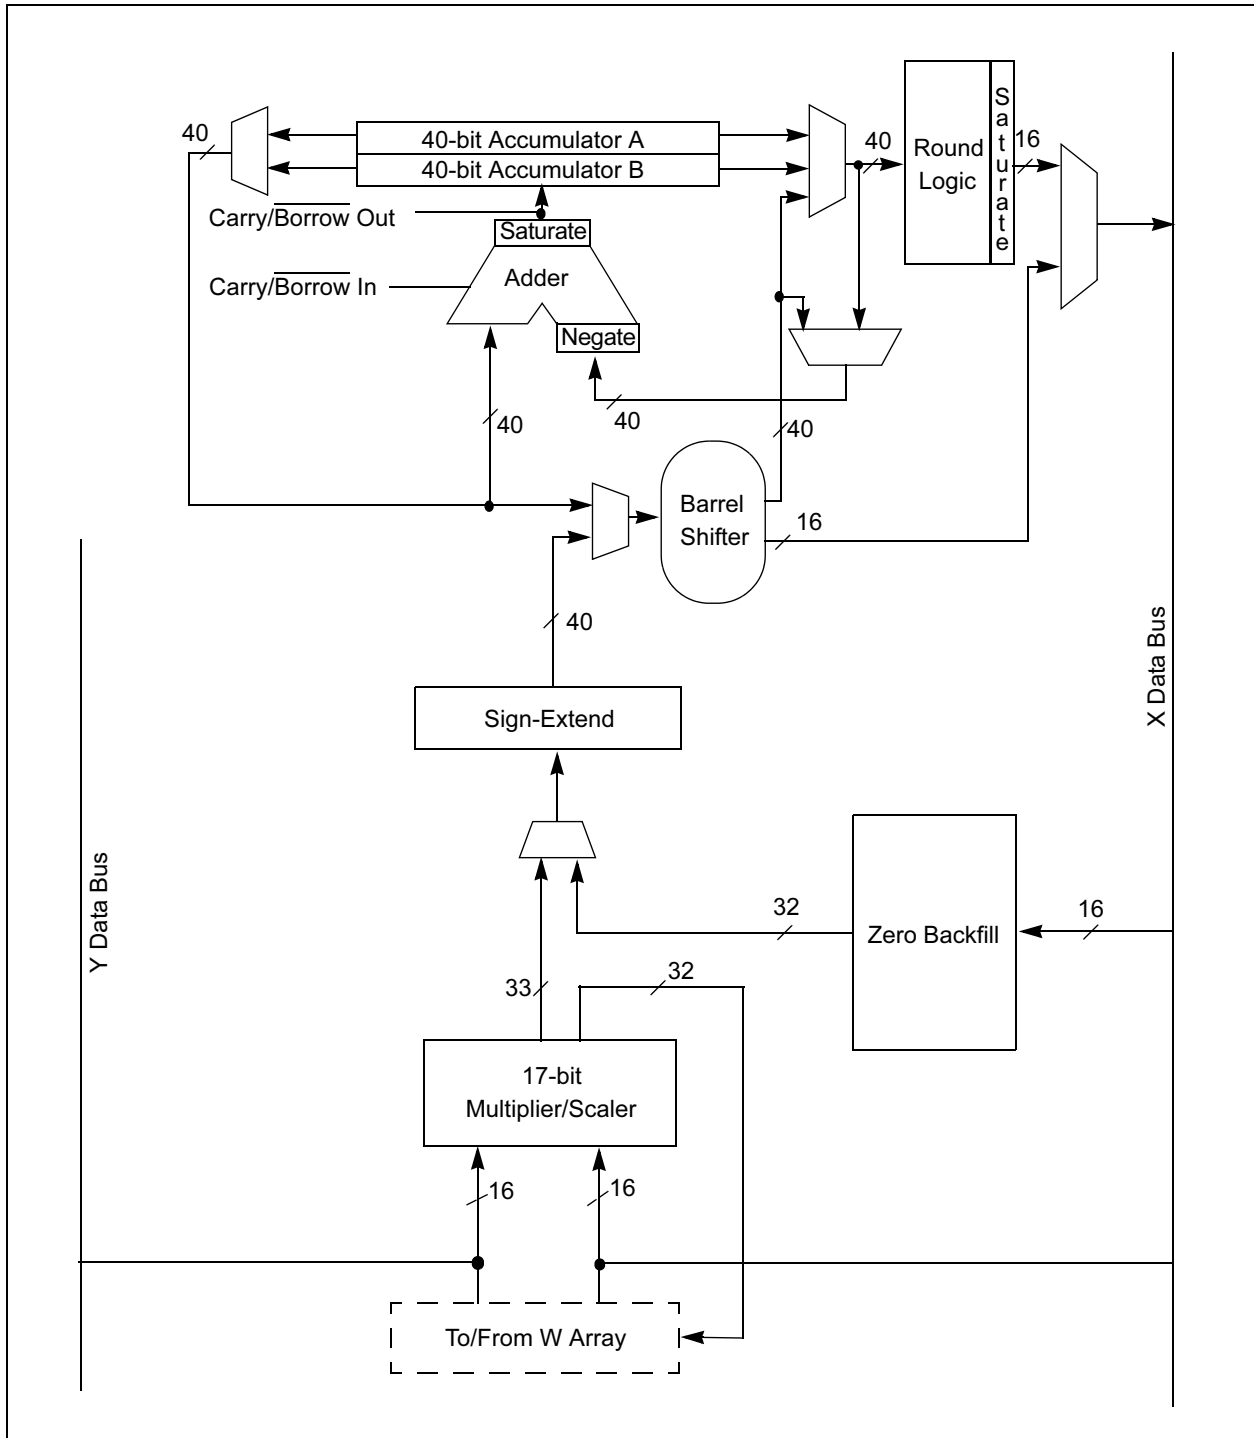 40
40-bit Accumulator A
40-bit Accumulator B
40
Round
Logic
Saturate
16
Carry/Borrow Out
Saturate
Adder
Carry/Borrow In
Negate
40
40
40
Barrel
Shifter
16
40
X Data Bus
Sign-Extend
Y Data Bus
32
Zero Backfill
16
33
32
17-bit
Multiplier/Scaler
16
16
To/From W Array